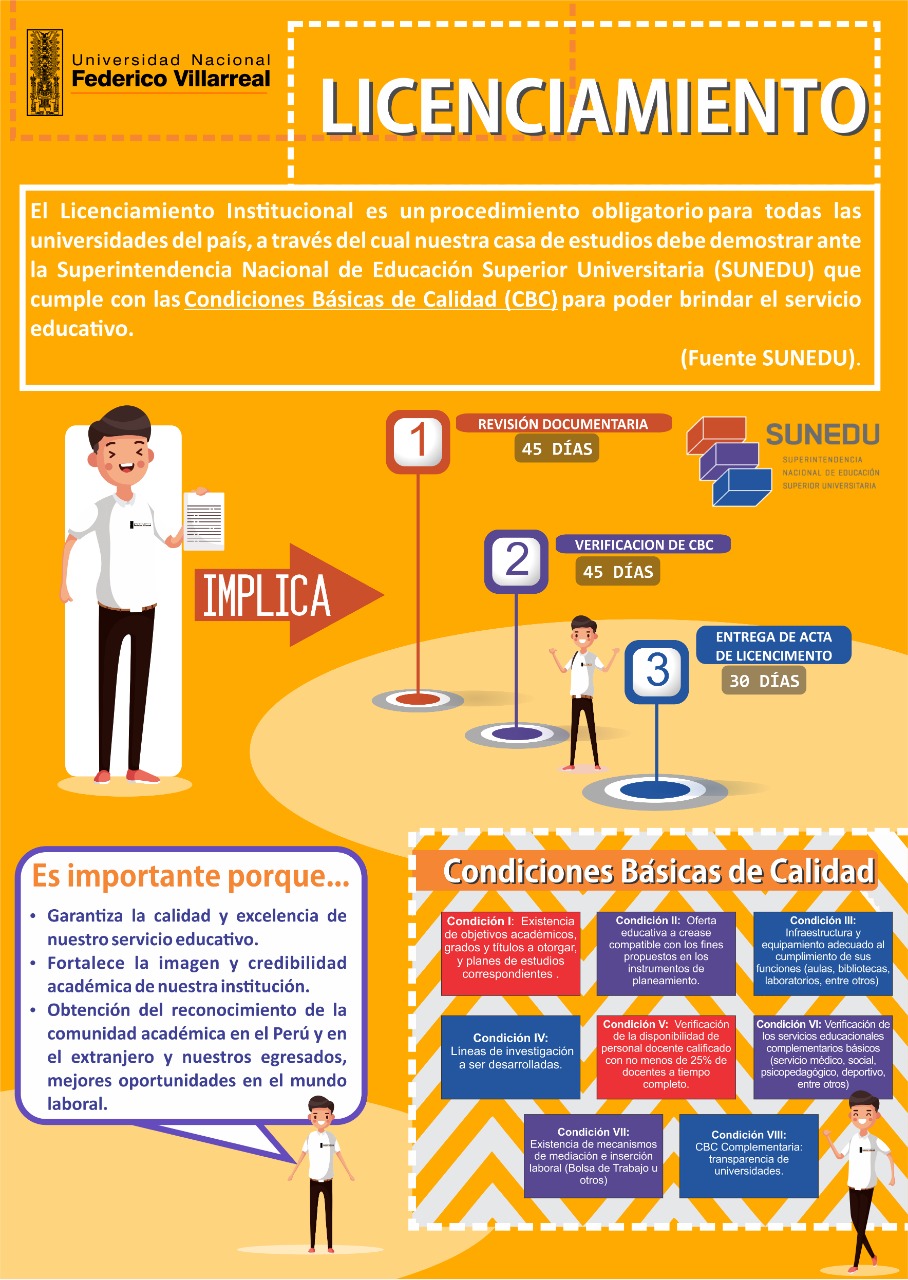 Universidad Nacional
Federico Villarreal
LICENCIAMIENTO
El Licenciamiento Institucional es un procedimiento obligatorio para todas las
universidades del país, a través del cual nuestra casa de estudios debe demostrar ante
la Superintendencia Nacional de Educación Superior Universitaria (SUNEDU) que
cumple con las Condiciones Básicas de Calidad (CBC) para poder brindar el servicio
educativo.
(Fuente SUNEDU).
1
REVISIÓN DOCUMENTARIA
45 DÍAS
SUNEDU
SUPERINTENDENCIA
NACIONAL DE EDUCACIÓN
SUPERIOR UNIVERSITARIA
IMPLICA
2
VERIFICACION DE CBC
45 DÍAS
3
ENTREGA DE ACTA
DE LICENCIMENTO
30 DÍAS
Es importante porque...
• Garantiza la calidad y excelencia de
nuestro servicio educativo.
• Fortalece la imagen y credibilidad
académica de nuestra institución.
• Obtención del reconocimiento de la
comunidad académica en el Perú y en
el extranjero y nuestros egresados,
mejores oportunidades en el mundo
laboral.
Condiciones Básicas de Calidad
Condición I: Existencia
de objetivos académicos,
grados y títulos a otorgar,
y planes de estudios
correspondientes .
Condición II: Oferta
educativa a crease
compatible con los fines
propuestos en los
instrumentos de
planeamiento.
Condición III:
Infraestructura y
equipamiento adecuado al
cumplimiento de sus
funciones (aulas, bibliotecas,
laboratorios, entre otros)
Condición IV:
Líneas de investigación
a ser desarrolladas.
Condición V: Verificación
de la disponibilidad de
personal docente calificado
con no menos de 25% de
docentes a tiempo
completo.
Condición VI: Verificación de
los servicios educacionales
complementarios básicos
(servicio médico, social,
psicopedagógico, deportivo,
entre otros)
Condición VII:
Existencia de mecanismos
de mediación e inserción
laboral (Bolsa de Trabajo u
otros)
Condición VIII:
CBC Complementaria:
transparencia de
universidades.